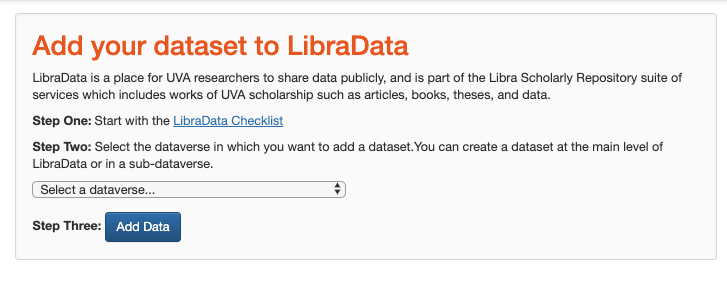 Add your dataset to LibraData
LibraData is a place for UVA researchers to share data publicly, and is part of the Libra Scholarly Repository suite of
services which includes works of UVA scholarship such as articles, books, theses, and data.
Step One: Start with the LibraData Checklist
Step Two: Select the dataverse in which you want to add a dataset.You can create a dataset at the main level of
LibraData or in a sub-dataverse.
Select a dataverse...
Step Three: Add Data